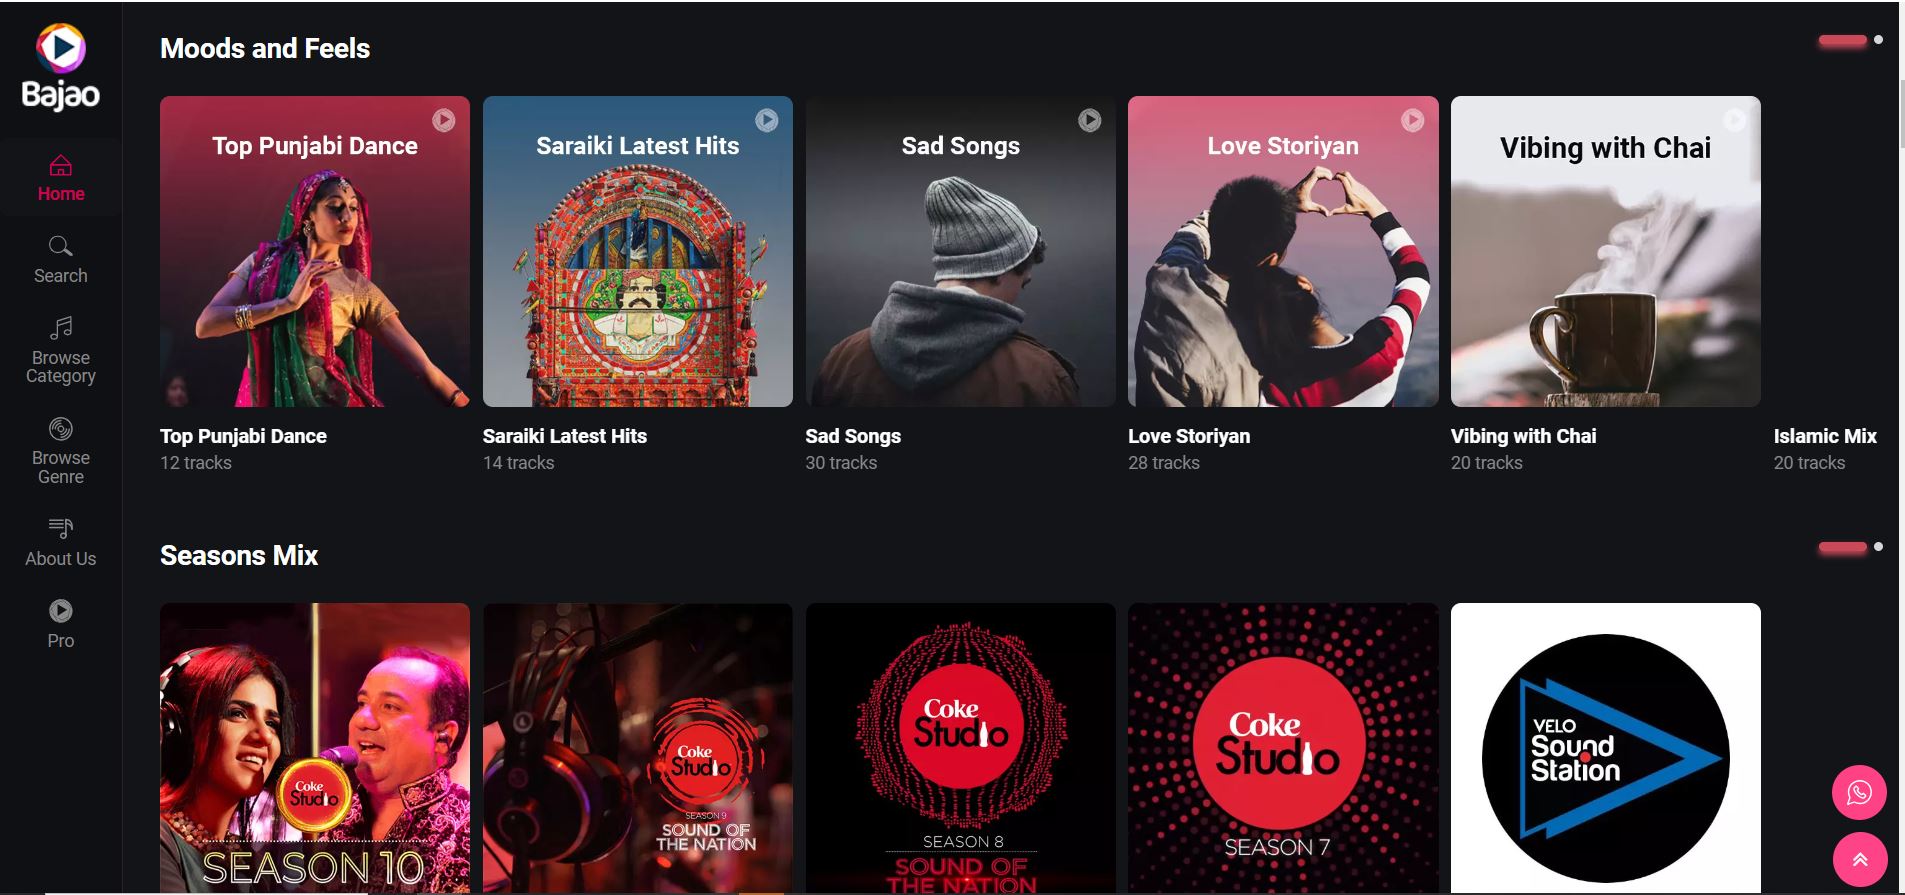 Bajao
Home
Search
Browse
Category
Browse
Genre
About Us
Pro
Moods and Feels
Top Punjabi Dance
Saraiki Latest Hits
Sad Songs
Love Storiyan
Vibing with Chai
Top Punjabi Dance
12 tracks
Saraiki Latest Hits
14 tracks
Sad Songs
30 tracks
Love Storiyan
28 tracks
Vibing with Chai
20 tracks
Islamic Mix
20 tracks
Seasons Mix
Coke
Studio
SEASON 10
Coke
Studio
SEASON 9
SOUND OF
THE NATION
Coke
Studio
SEASON 8
SOUND OF
THE NATION
Coke
Studio
SEASON 7
VELO
Sound
Station